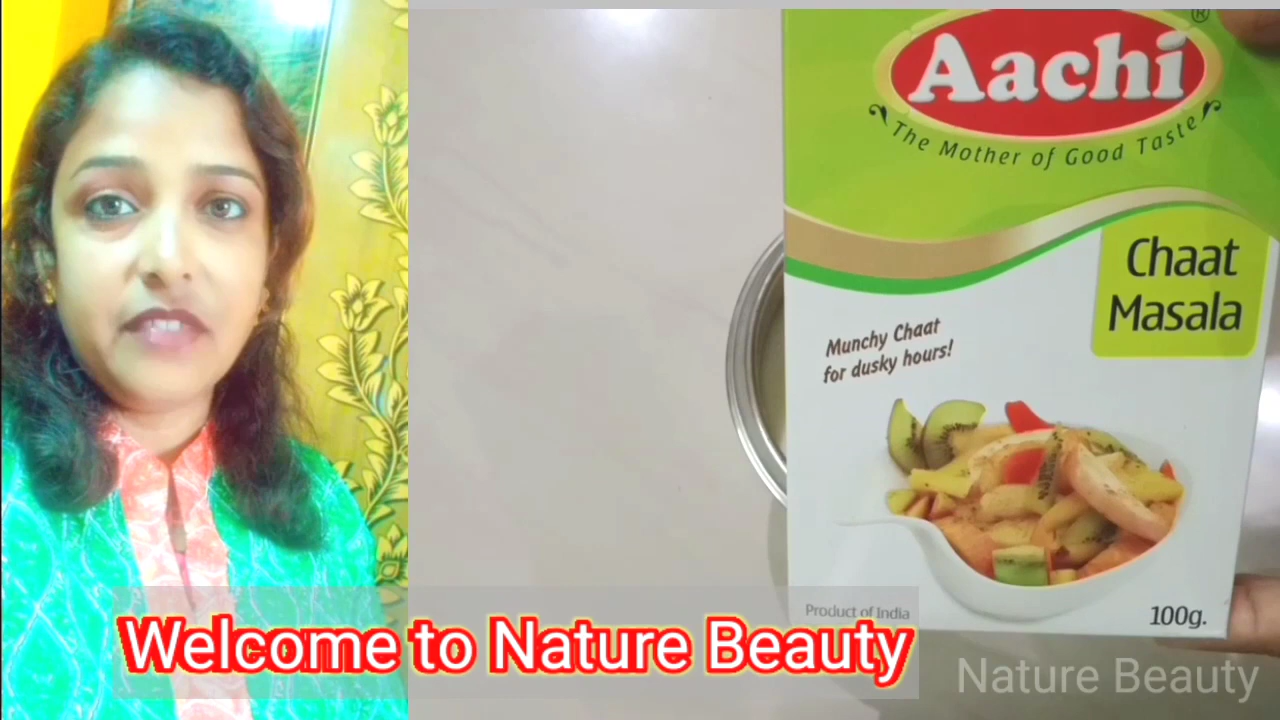 Aachi
®
The Mother of Good Taste
Chaat
Masala
Munchy Chaat
for dusky hours!
Product of India
100g.
Welcome to Nature Beauty
Nature Beauty